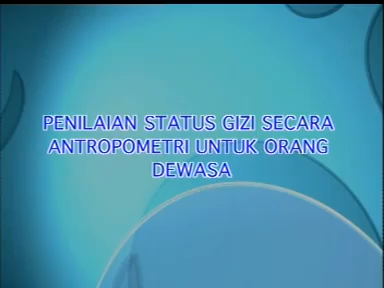 PENILAIAN STATUS GIZI SECARA
ANTROPOMETRI UNTUK ORANG
DEWASA